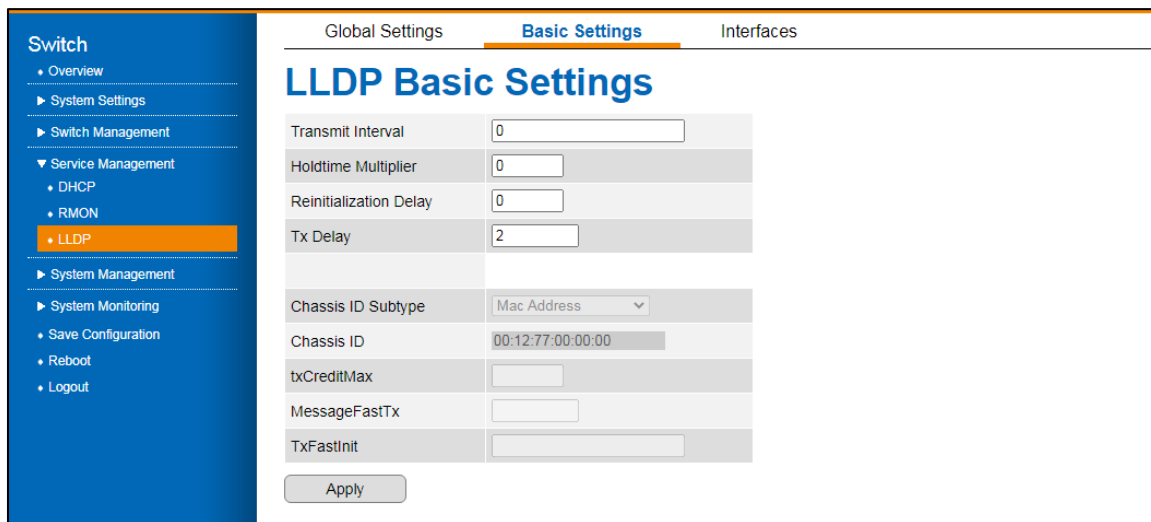 Switch
Overview
System Settings
Switch Management
Service Management
DHCP
RMON
LLDP
System Management
System Monitoring
Save Configuration
Reboot
Logout
Global Settings Basic Settings Interfaces
LLDP Basic Settings
Transmit Interval 0
Holdtime Multiplier 0
Reinitialization Delay 0
Tx Delay 2
Chassis ID Subtype Mac Address
Chassis ID 00:12:77:00:00:00
txCreditMax
MessageFastTx
TxFastInit
Apply